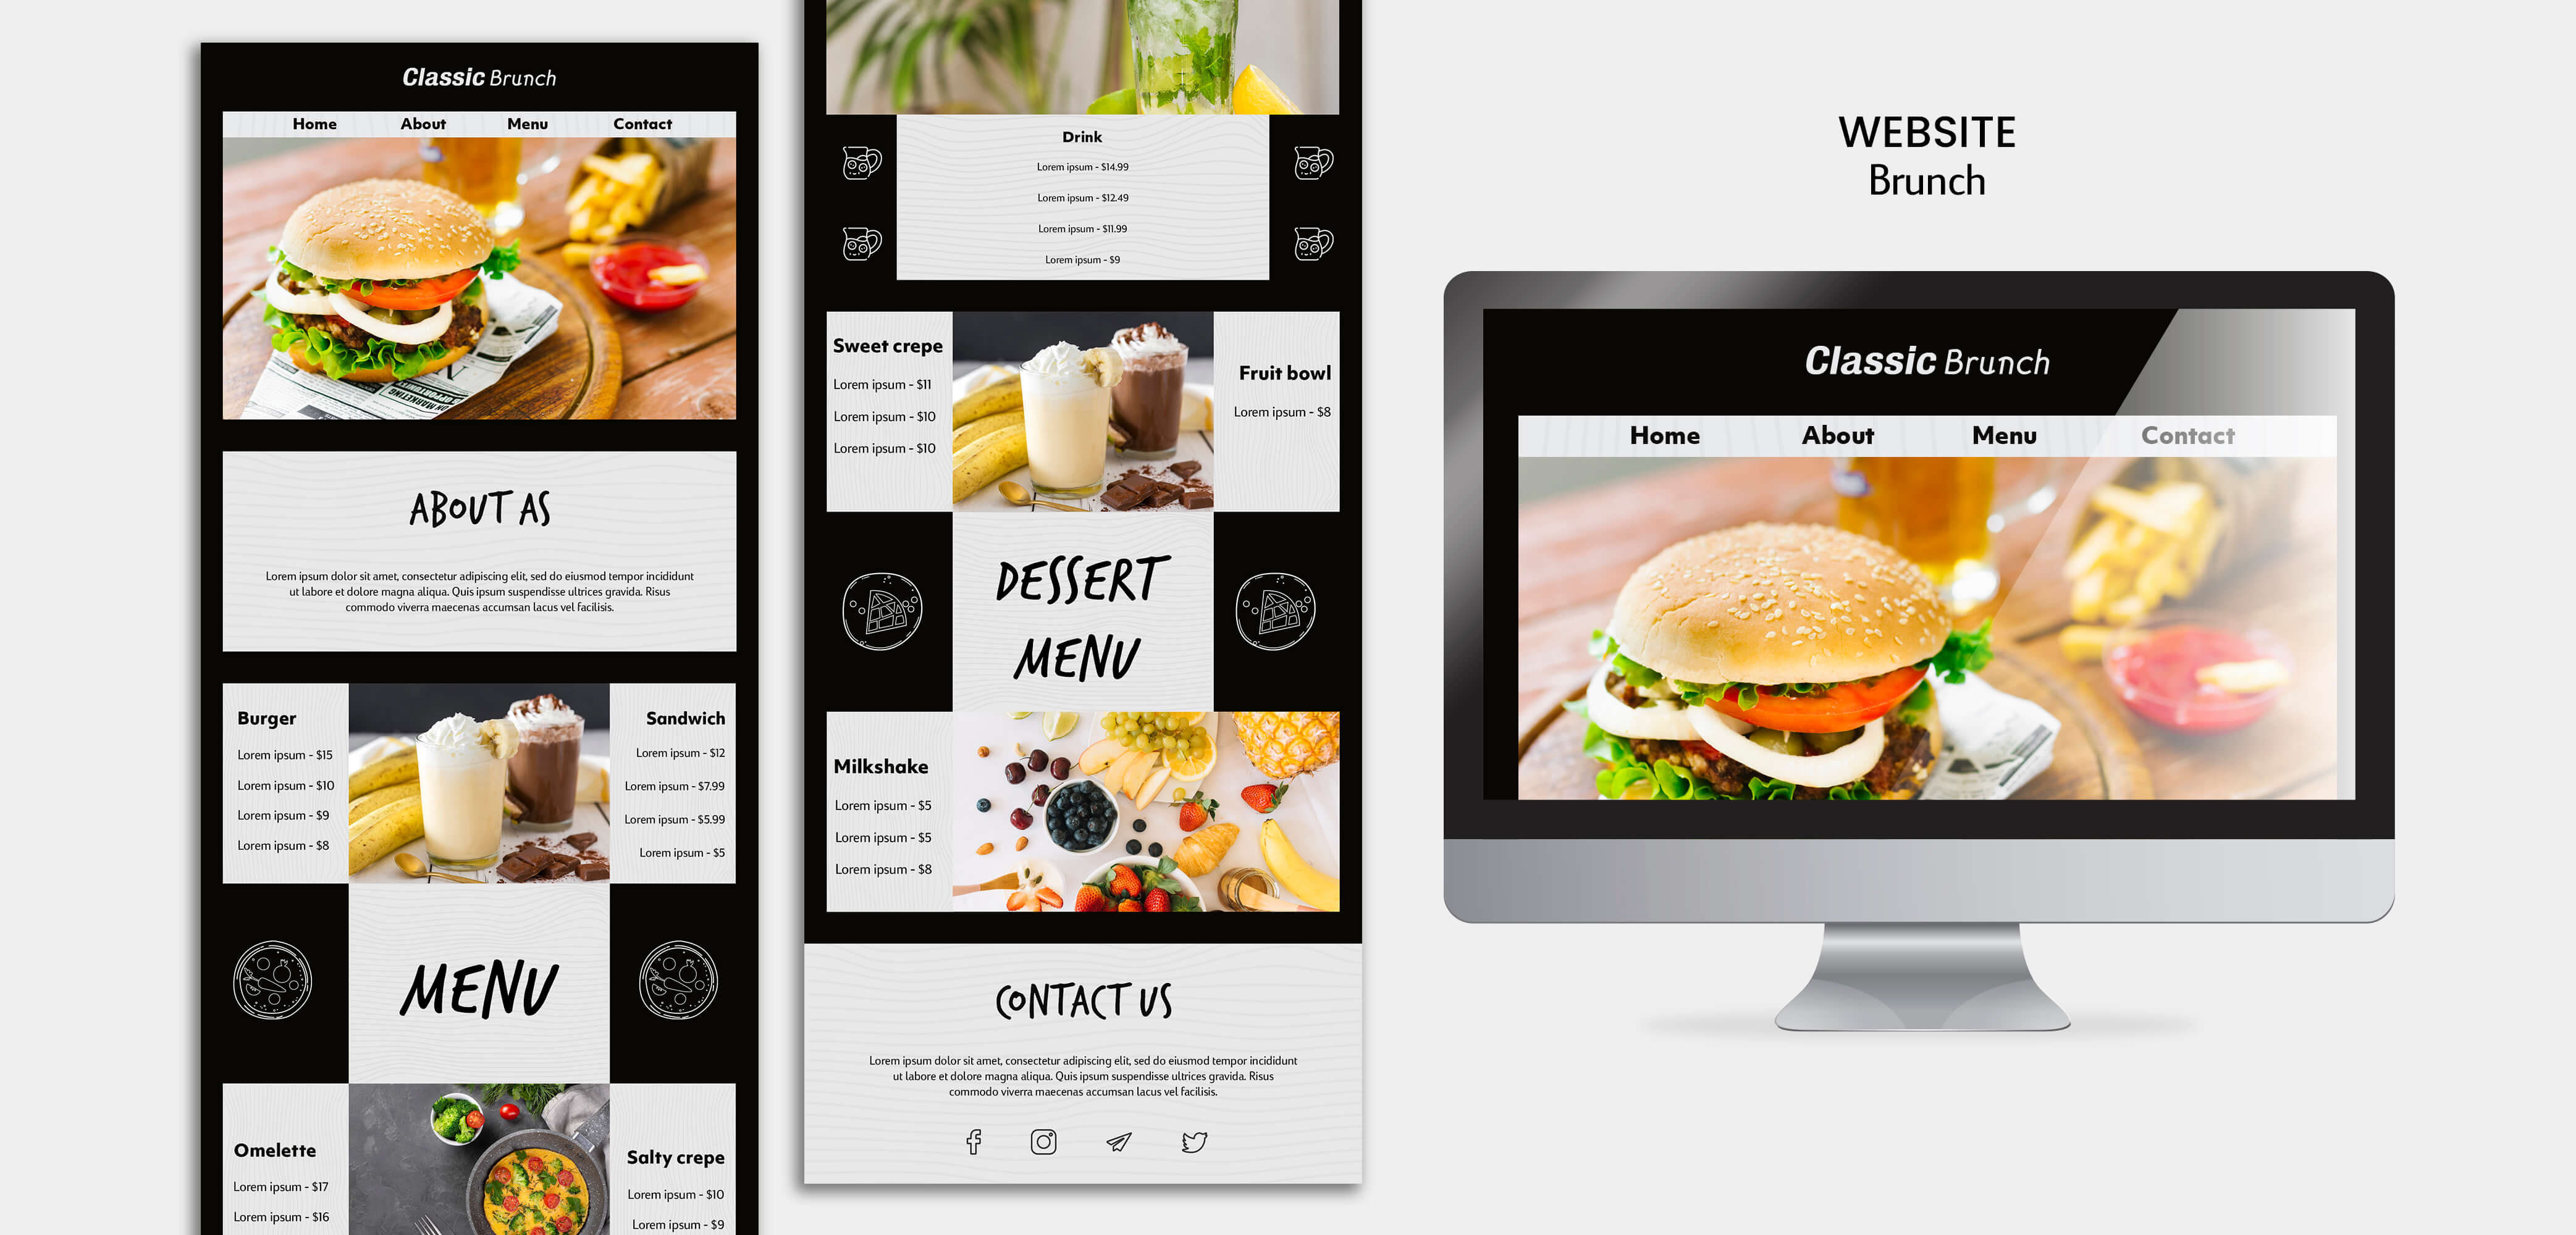 Classic Brunch
Home About Menu Contact
ABOUT AS
Lorem ipsum dolor sit amet, consectetur adipiscing elit, sed do eiusmod tempor incididunt
ut labore et dolore magna aliqua. Quis ipsum suspendisse ultrices gravida. Risus
commodo viverra maecenas accumsan lacus vel facilisis.
Burger
Lorem ipsum - $15
Lorem ipsum - $10
Lorem ipsum - $9
Lorem ipsum - $8
Sandwich
Lorem ipsum - $12
Lorem ipsum - $7.99
Lorem ipsum - $5.99
Lorem ipsum - $5
MENU
Omelette
Lorem ipsum - $17
Lorem ipsum - $16
Salty crepe
Lorem ipsum - $10
Lorem ipsum - $9
Drink
Lorem ipsum - $14.99
Lorem ipsum - $12.49
Lorem ipsum - $11.99
Lorem ipsum - $9
Sweet crepe
Lorem ipsum - $11
Lorem ipsum - $10
Lorem ipsum - $10
Fruit bowl
Lorem ipsum - $8
DESSERT
MENU
Milkshake
Lorem ipsum - $5
Lorem ipsum - $5
Lorem ipsum - $8
CONTACT US
Lorem ipsum dolor sit amet, consectetur adipiscing elit, sed do eiusmod tempor incididunt
ut labore et dolore magna aliqua. Quis ipsum suspendisse ultrices gravida. Risus
commodo viverra maecenas accumsan lacus vel facilisis.
WEBSITE
Brunch
Classic Brunch
Home About Menu Contact